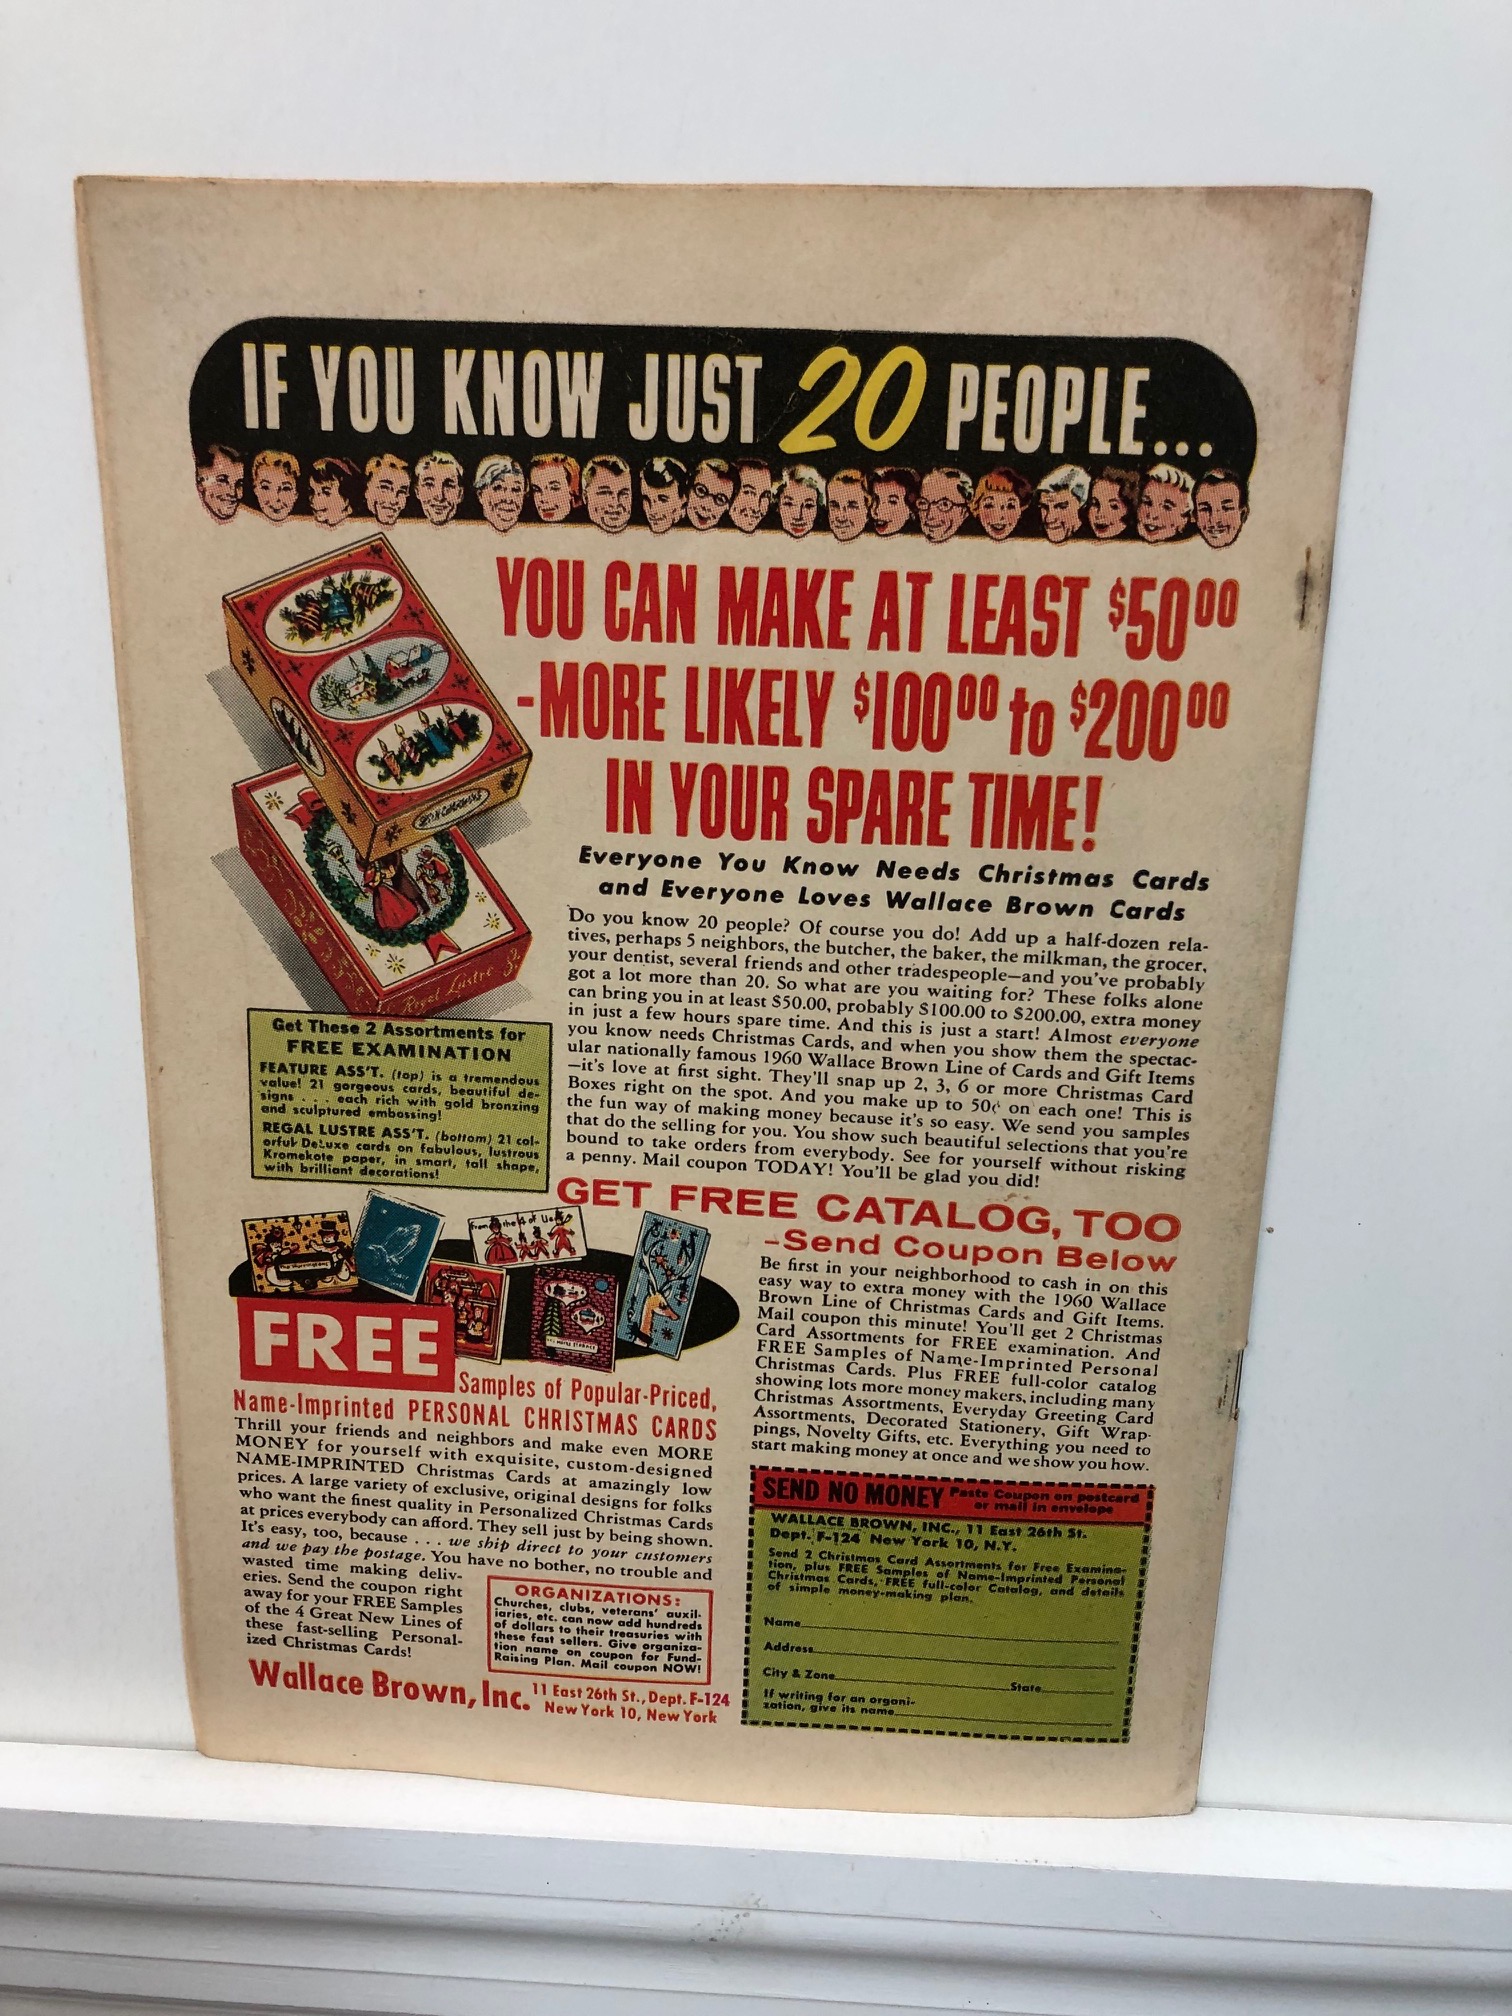 IF YOU KNOW JUST 20 PEOPLE...
YOU CAN MAKE AT LEAST $50.00
-MORE LIKELY $100.00 to $200.00
IN YOUR SPARE TIME!
Everyone You Know Needs Christmas Cards
and Everyone Loves Wallace Brown Cards
Do you know 20 people? Of course you do! Add up a half-dozen rela-
tives, perhaps 5 neighbors, the butcher, the baker, the milkman, the grocer,
your dentist, several friends and other tradespeople—and you've probably
got a lot more than 20. So what are you waiting for? These folks alone
can bring you in at least $50.00, probably $100.00 to $200.00, extra money
in just a few hours spare time. And this is just a start! Almost everyone
you know needs Christmas Cards, and when you show them the spectac-
ular nationally famous 1960 Wallace Brown Line of Cards and Gift Items
—it's love at first sight. They'll snap up 2, 3, 6 or more Christmas Card
Boxes right on the spot. And you make up to 50¢ on each one! This is
the fun way of making money because it's so easy. We send you samples
that do the selling for you. You show such beautiful selections that you're
bound to take orders from everybody. See for yourself without risking
a penny. Mail coupon TODAY! You'll be glad you did!
Royal Lustre
Get These 2 Assortments for
FREE EXAMINATION
FEATURE ASS'T. (top) is a tremendous
value! 21 gorgeous cards, beautiful de-
signs . . . each rich with gold bronzing
and sculptured embossing!
REGAL LUSTRE ASS'T. (bottom) 21 col-
orful DeLuxe cards on fabulous, lustrous
Kromekote paper, in smart, tall shape,
with brilliant decorations!
GET FREE CATALOG, TOO
-Send Coupon Below
Be first in your neighborhood to cash in on this
easy way to extra money with the 1960 Wallace
Brown Line of Christmas Cards and Gift Items.
Mail coupon this minute! You'll get 2 Christmas
Card Assortments for FREE examination. And
FREE Samples of Name-Imprinted Personal
Christmas Cards. Plus FREE full-color catalog
showing lots more money makers, including many
Christmas Assortments, Everyday Greeting Card
Assortments, Decorated Stationery, Gift Wrap-
pings, Novelty Gifts, etc. Everything you need to
start making money at once and we show you how.
From the 4 of Us
FREE
Samples of Popular-Priced,
Name-Imprinted PERSONAL CHRISTMAS CARDS
Thrill your friends and neighbors and make even MORE
MONEY for yourself with exquisite, custom-designed
NAME-IMPRINTED Christmas Cards at amazingly low
prices. A large variety of exclusive, original designs for folks
who want the finest quality in Personalized Christmas Cards
at prices everybody can afford. They sell just by being shown.
It's easy, too, because . . . we ship direct to your customers
and we pay the postage. You have no bother, no trouble and
wasted time making deliv-
eries. Send the coupon right
away for your FREE Samples
of the 4 Great New Lines of
these fast-selling Personal-
ized Christmas Cards!
ORGANIZATIONS:
Churches, clubs, veterans' auxil-
iaries, etc. can now add hundreds
of dollars to their treasuries with
these fast sellers. Give organiza-
tion name on coupon for Fund-
Raising Plan. Mail coupon NOW!
Wallace Brown, Inc. 11 East 26th St., Dept. F-124
New York 10, New York
SEND NO MONEY Paste Coupon on postcard
or mail in envelope
WALLACE BROWN, INC., 11 East 26th St.
Dept. F-124 New York 10, N.Y.
Send 2 Christmas Card Assortments for Free Examina-
tion, plus FREE Samples of Name-Imprinted Personal
Christmas Cards, FREE full-color Catalog, and details
of simple money-making plan.
Name
Address
City & Zone State
If writing for an organi-
zation, give its name